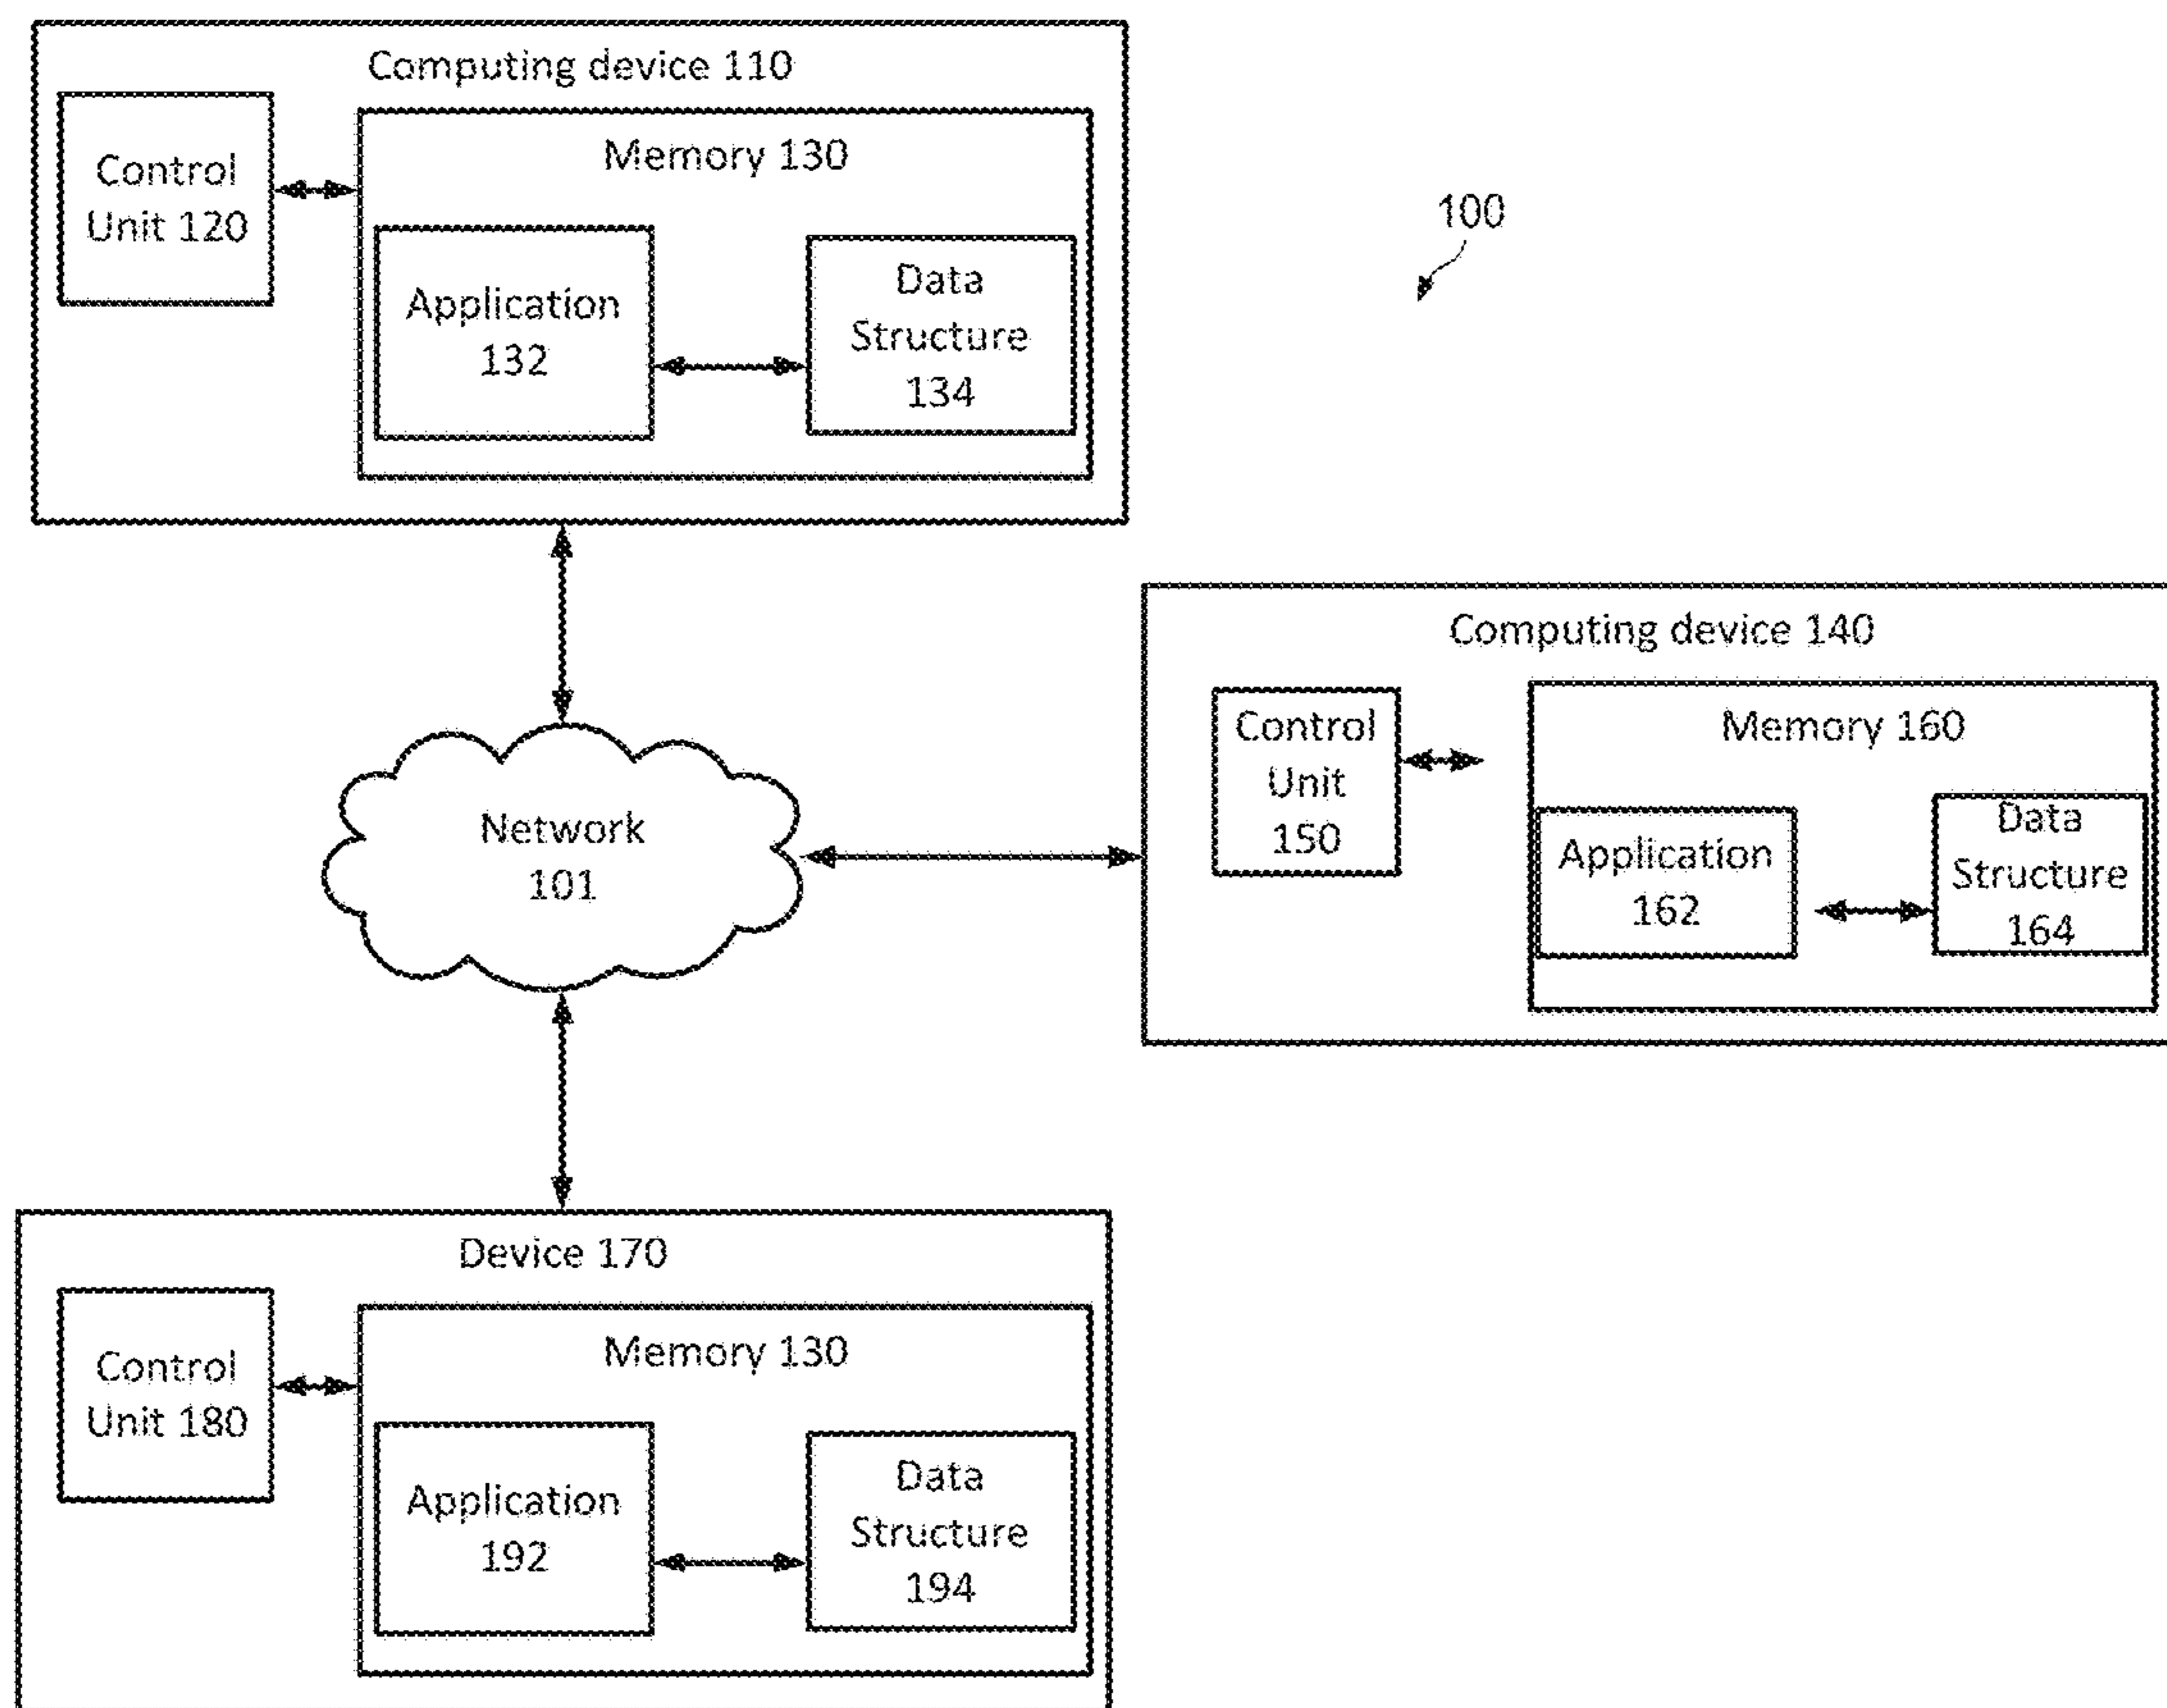 Computing device 110
Control
Unit 120
Memory 130
Application
132
Data
Structure
134
100
Network
101
Computing device 140
Control
Unit
150
Memory 160
Application
162
Data
Structure
164
Device 170
Control
Unit 180
Memory 130
Application
192
Data
Structure
194